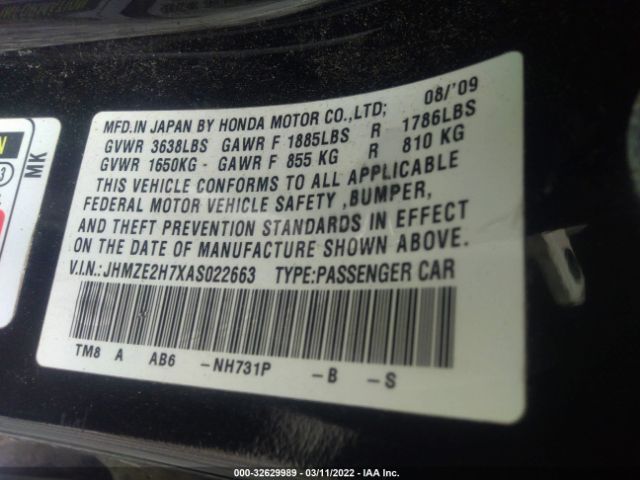 MFD.IN JAPAN BY HONDA MOTOR CO.,LTD; 08/'09
GVWR 3638LBS GAWR F 1885LBS R 1786LBS
GVWR 1650KG - GAWR F 855 KG R 810 KG
THIS VEHICLE CONFORMS TO ALL APPLICABLE
FEDERAL MOTOR VEHICLE SAFETY ,BUMPER,
AND THEFT PREVENTION STANDARDS IN EFFECT
ON THE DATE OF MANUFACTURE SHOWN ABOVE.
V.I.N.: JHMZE2H7XAS022663 TYPE:PASSENGER CAR
TM8 A AB6 -NH731P -B -S
MK
N
3
000-32629989 - 03/11/2022 - IAA Inc.